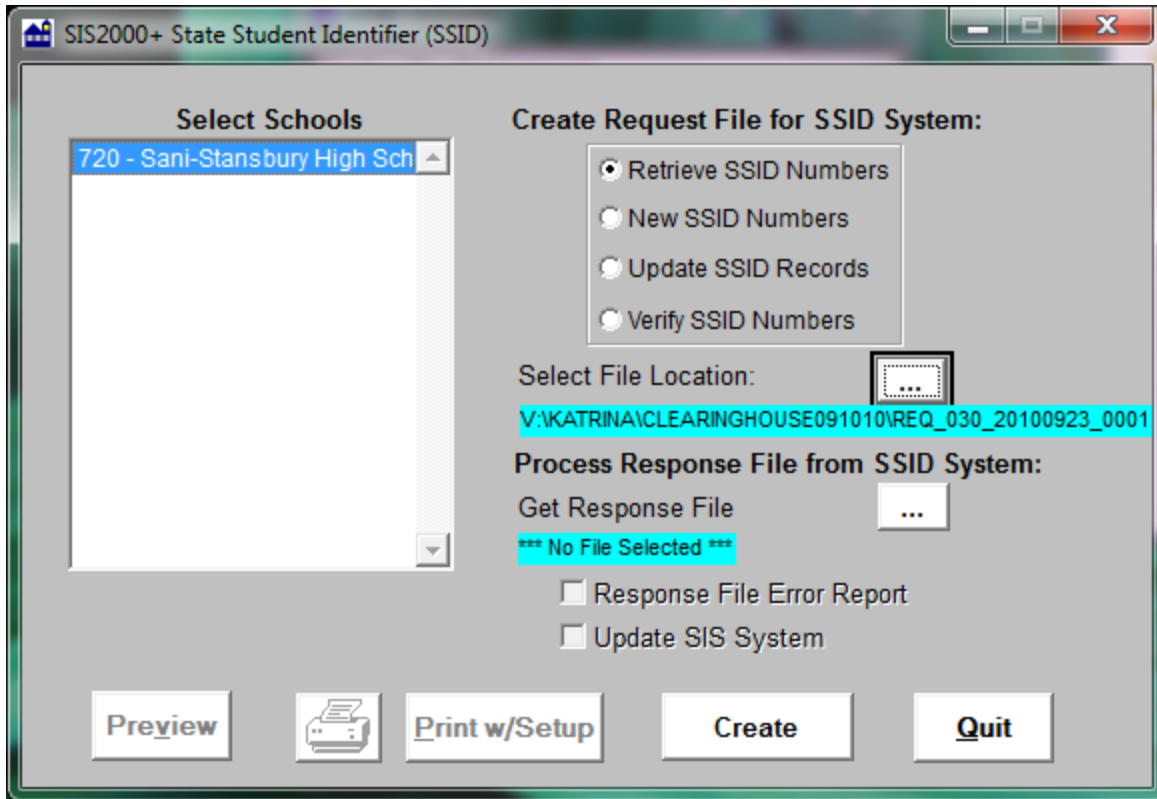 SIS2000+ State Student Identifier (SSID)
Select Schools
720 - Sani-Stansbury High Sch
Create Request File for SSID System:
Retrieve SSID Numbers
New SSID Numbers
Update SSID Records
Verify SSID Numbers
Select File Location:
...
V:\KATRINA\CLEARINGHOUSE091010\REQ_030_20100923_0001
Process Response File from SSID System:
Get Response File
...
*** No File Selected ***
Response File Error Report
Update SIS System
Preview
Print w/Setup
Create
Quit